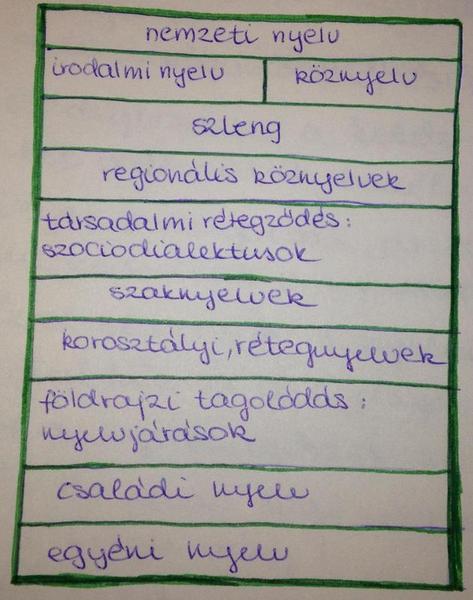 nemzeti nyelv
irodalmi nyelv köznyelv
szleng
regionális köznyelvek
társadalmi rétegződés:
szociodialektusok
szaknyelvek
korosztályi, rétegnyelvek
földrajzi tagolódás:
nyelvjárások
családi nyelv
egyéni nyelv